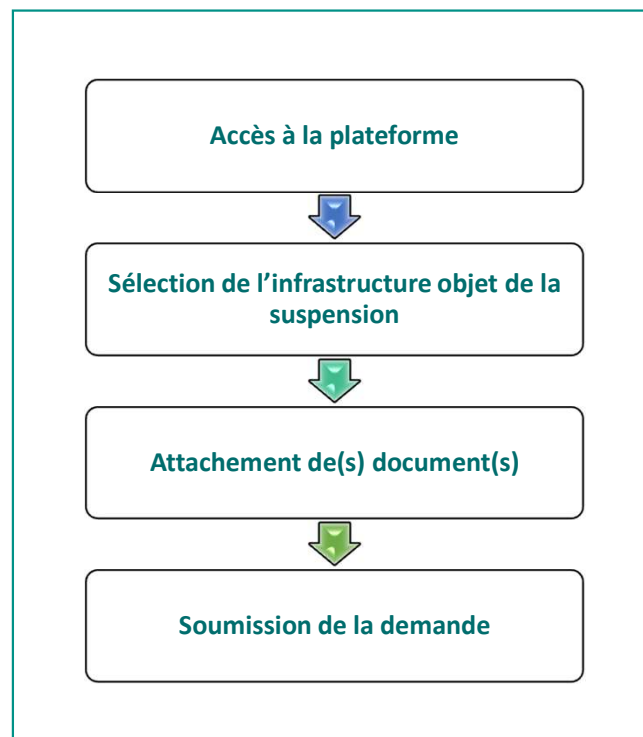 Accès à la plateforme
Sélection de l’infrastructure objet de la
suspension
Attachement de(s) document(s)
Soumission de la demande